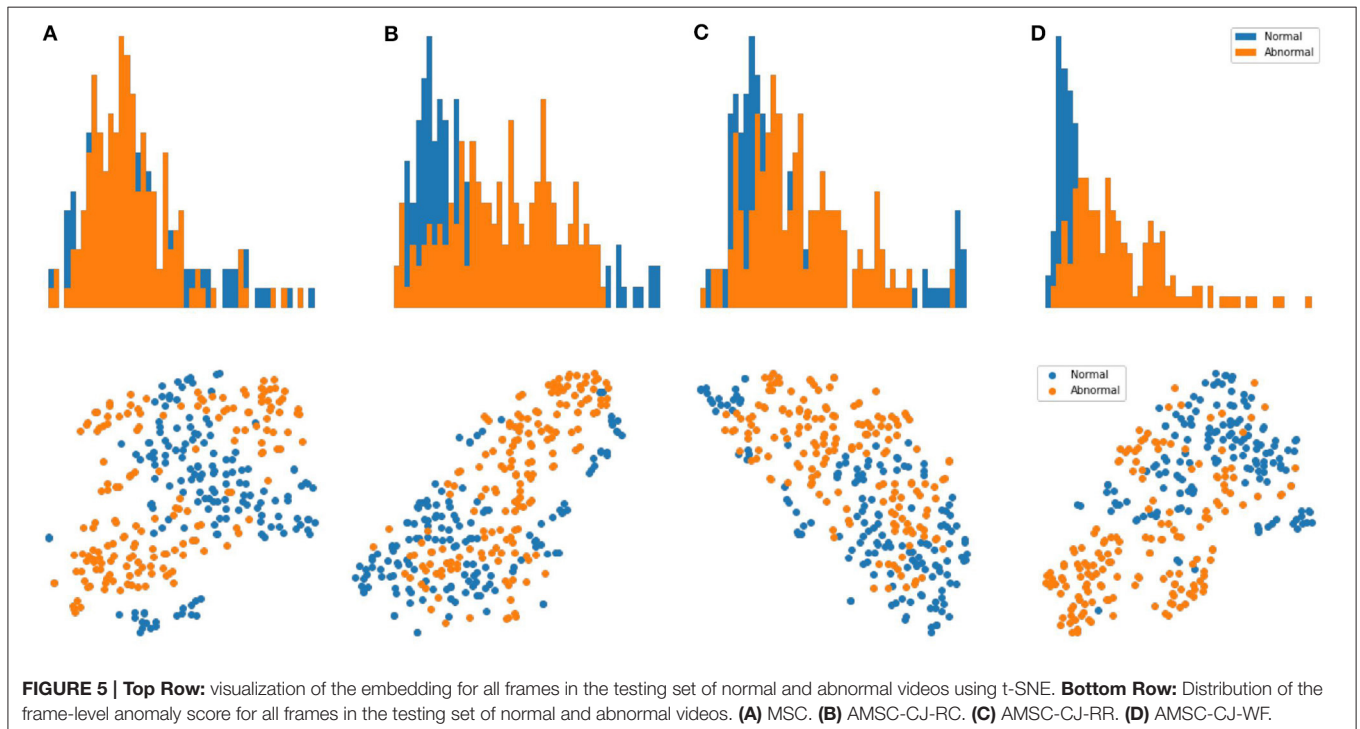 A
B
C
D
Normal
Abnormal
Normal
Abnormal
FIGURE 5 | Top Row: visualization of the embedding for all frames in the testing set of normal and abnormal videos using t-SNE. Bottom Row: Distribution of the
frame-level anomaly score for all frames in the testing set of normal and abnormal videos. (A) MSC. (B) AMSC-CJ-RC. (C) AMSC-CJ-RR. (D) AMSC-CJ-WF.